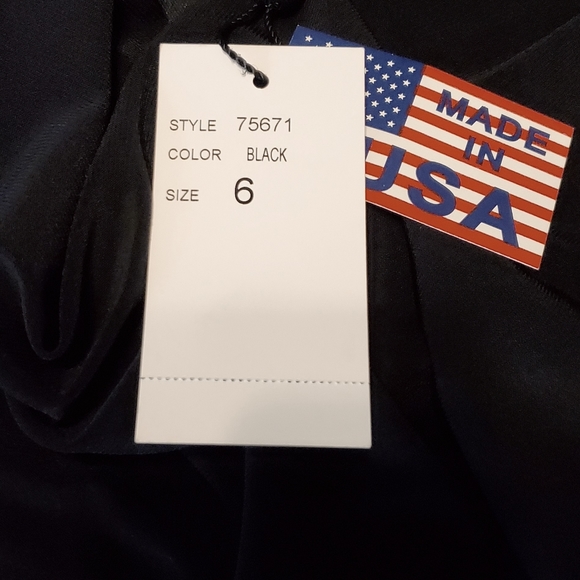 STYLE 75671
COLOR BLACK
SIZE 6
MADE
IN
USA